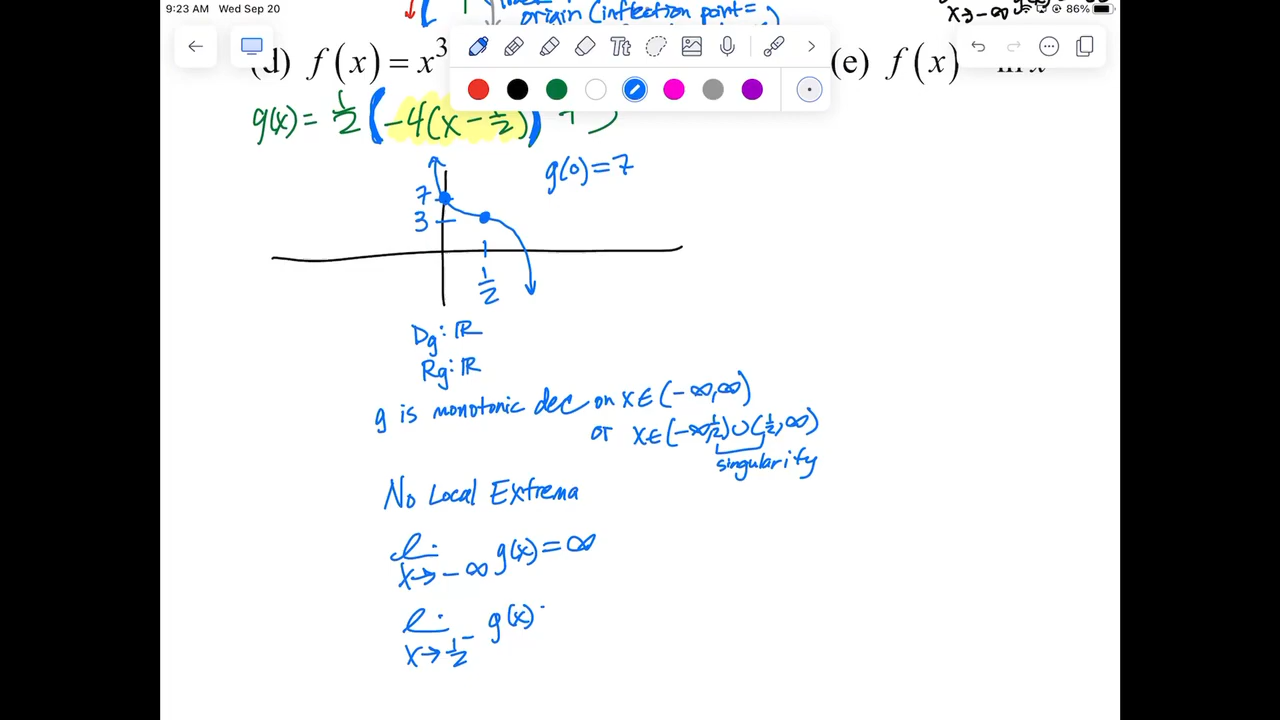 9:23 AM Wed Sep 20
86%
origin (inflection point =
x→-∞
(d) f(x) = x³
(e) f(x)
g(x) = 1/2 (-4(x - 1/2))
g(0) = 7
7
3
1/2
Dg: ℝ
Rg: ℝ
g is monotonic dec on x∈(-∞,∞)
or x∈(-∞,1/2)∪(1/2,∞)
singularity
No Local Extrema
li. x→-∞ g(x) = ∞
li. x→1/2⁻ g(x)